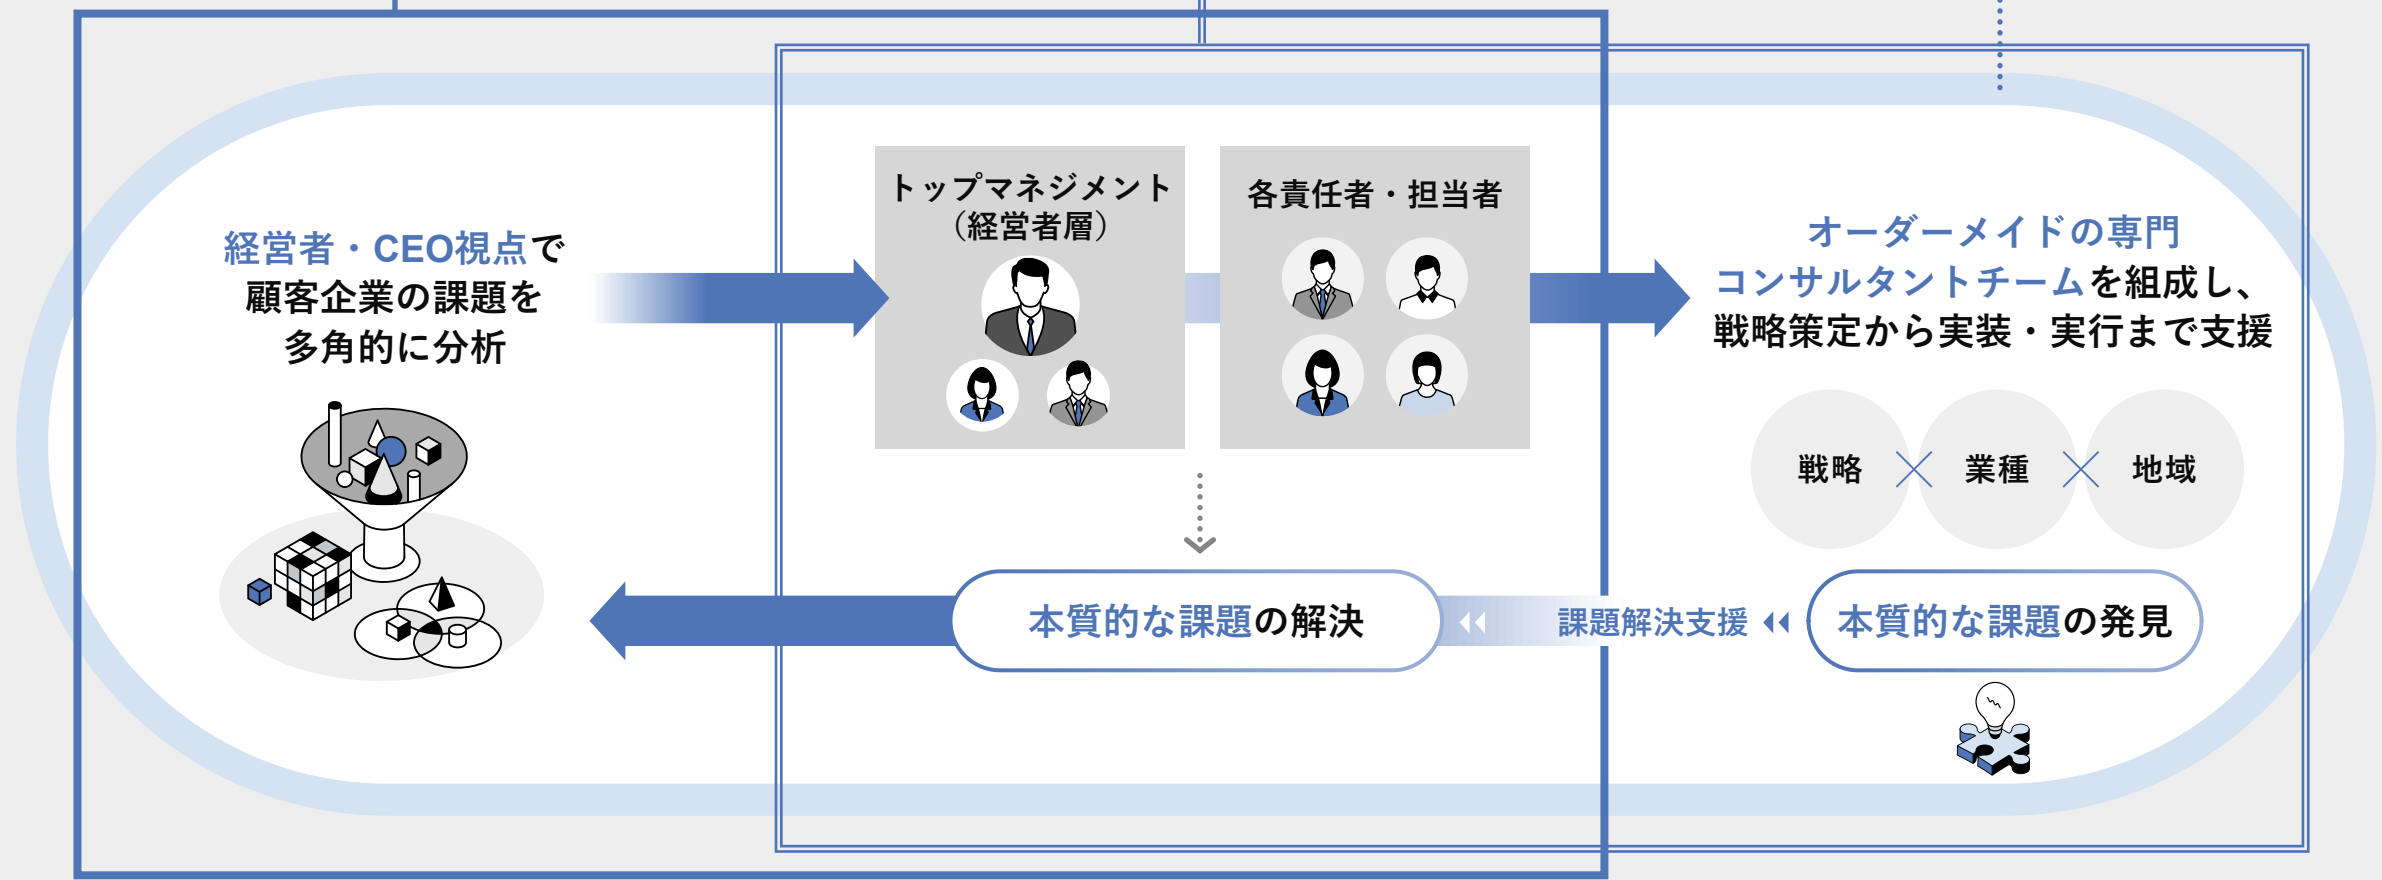 経営者・CEO視点で
顧客企業の課題を
多角的に分析
トップマネジメント
（経営者層）
各責任者・担当者
オーダーメイドの専門
コンサルタントチームを組成し、
戦略策定から実装・実行まで支援
戦略
業種
地域
本質的な課題の発見
課題解決支援
本質的な課題の解決